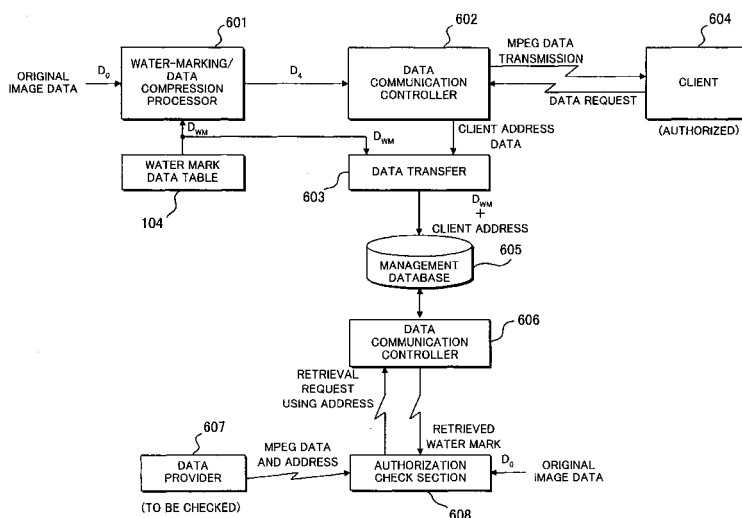 601
602
604
WATER-MARKING/
DATA
COMPRESSION
PROCESSOR
ORIGINAL
IMAGE DATA
D0
D4
DATA
COMMUNICATION
CONTROLLER
MPEG DATA
TRANSMISSION
DATA REQUEST
CLIENT
(AUTHORIZED)
DWM
DWM
CLIENT ADDRESS
DATA
WATER MARK
DATA TABLE
104
603
DATA TRANSFER
DWM
+
CLIENT ADDRESS
MANAGEMENT
DATABASE
605
DATA
COMMUNICATION
CONTROLLER
606
RETRIEVAL
REQUEST
USING ADDRESS
RETRIEVED
WATER MARK
607
DATA
PROVIDER
(TO BE CHECKED)
MPEG DATA
AND ADDRESS
AUTHORIZATION
CHECK SECTION
608
D0
ORIGINAL
IMAGE DATA